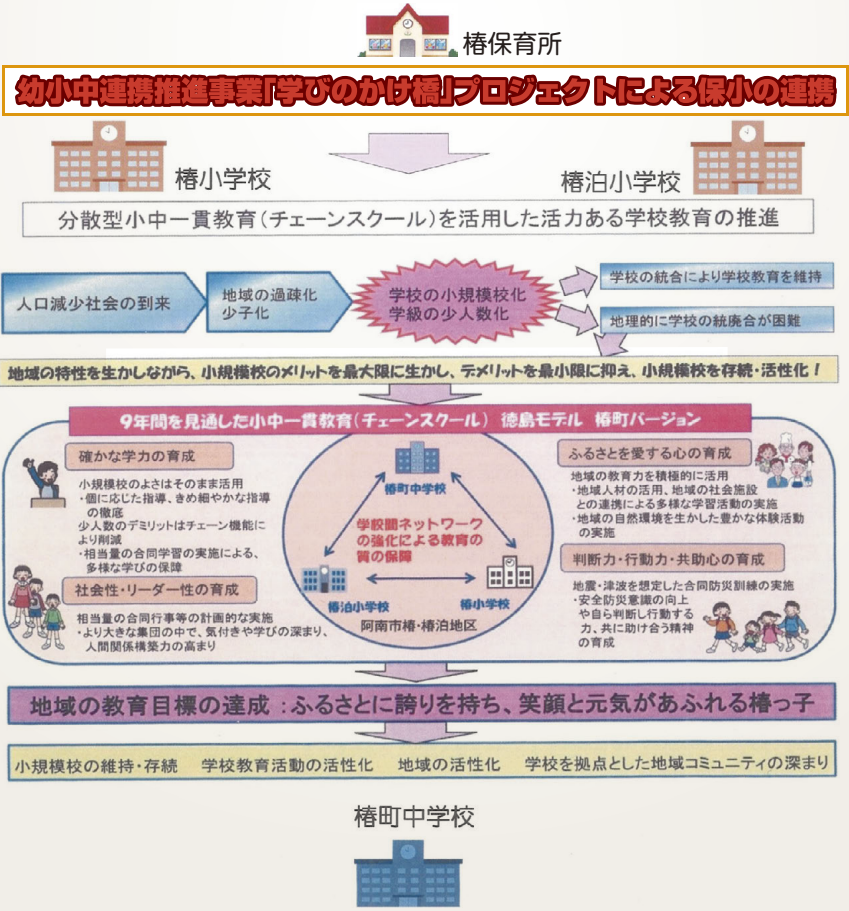 椿保育所
幼小中連携推進事業「学びのかけ橋」プロジェクトによる保小の連携
椿小学校
椿泊小学校
分散型小中一貫教育（チェーンスクール）を活用した活力ある学校教育の推進
人口減少社会の到来
地域の過疎化
少子化
学校の小規模校化
学級の少人数化
学校の統合により学校教育を維持
地理的に学校の統廃合が困難
地域の特性を生かしながら、小規模校のメリットを最大限に生かし、デメリットを最小限に抑え、小規模校を存続・活性化！
9年間を見通した小中一貫教育（チェーンスクール） 徳島モデル 椿町バージョン
確かな学力の育成
小規模校のよさはそのまま活用
・個に応じた指導、きめ細やかな指導
の徹底
少人数のデミリットはチェーン機能に
より削減
・相当量の合同学習の実施による、
多様な学びの保障
社会性・リーダー性の育成
相当量の合同行事等の計画的な実施
・より大きな集団の中で、気付きや学びの深まり、
人間関係構築力の高まり
椿町中学校
学校間ネットワーク
の強化による教育の
質の保障
椿泊小学校
椿小学校
阿南市椿・椿泊地区
ふるさとを愛する心の育成
地域の教育力を積極的に活用
・地域人材の活用、地域の社会施設
との連携による多様な学習活動の実施
・地域の自然環境を生かした豊かな体験活動
の実施
判断力・行動力・共助心の育成
地震・津波を想定した合同防災訓練の実施
・安全防災意識の向上
や自ら判断し行動する
力、共に助け合う精神
の育成
地域の教育目標の達成：ふるさとに誇りを持ち、笑顔と元気があふれる椿っ子
小規模校の維持・存続 学校教育活動の活性化 地域の活性化 学校を拠点とした地域コミュニティの深まり
椿町中学校